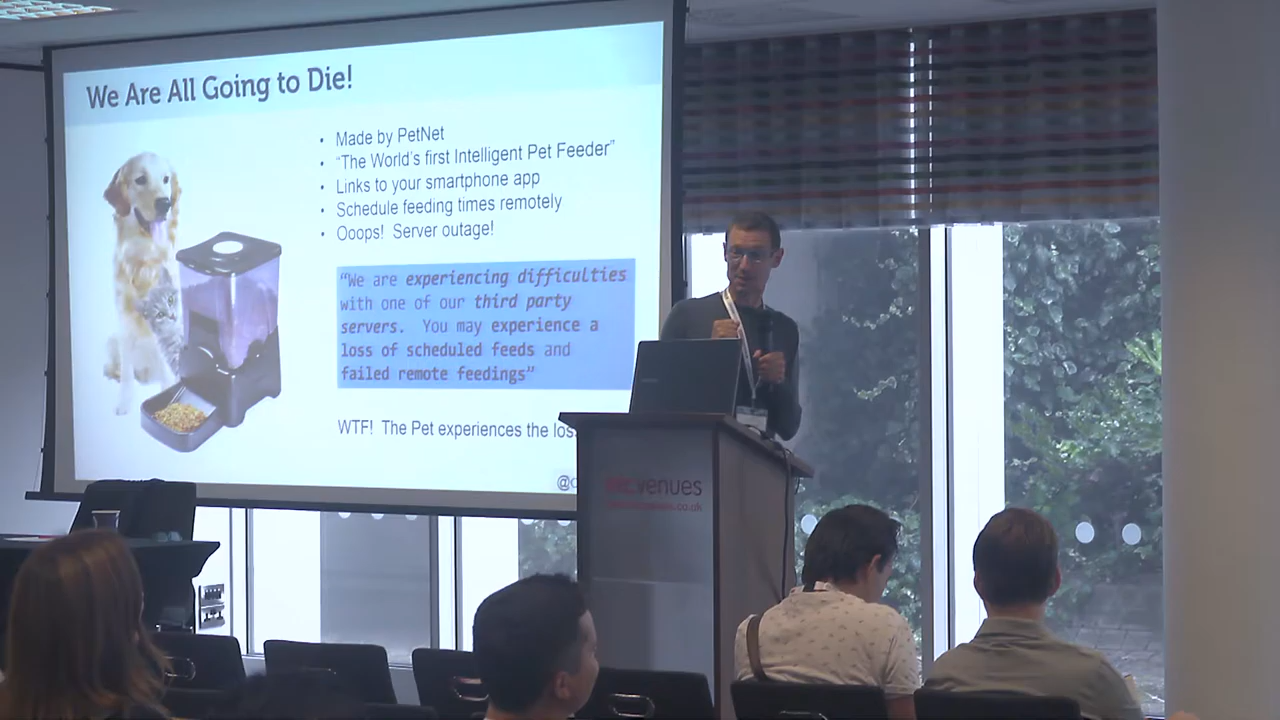 We Are All Going to Die!
• Made by PetNet
• "The World's first Intelligent Pet Feeder"
• Links to your smartphone app
• Schedule feeding times remotely
• Ooops! Server outage!
"We are experiencing difficulties
with one of our third party
servers. You may experience a
loss of scheduled feeds and
failed remote feedings"
WTF! The Pet experiences the los
venues